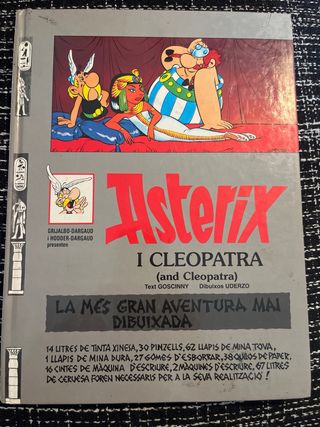 GRIJALBO-DARGAUD
i HODDER-DARGAUD
presenten
Asterix
I CLEOPATRA
(and Cleopatra)
Text GOSCINNY Dibuixos UDERZO
LA MÉS GRAN AVENTURA MAI
DIBUIXADA
14 LITRES DE TINTA XINESA, 30 PINZELLS, 62 LLAPIS DE MINA TOVA,
1 LLAPIS DE MINA DURA, 27 GOMES D'ESBORRAR, 38 QUILOS DE PAPER,
16 CINTES DE MÀQUINA D'ESCRIURE, 2 MÀQUINES D'ESCRIURE, 67 LITRES
DE CERVESA FOREN NECESSARIS PER A LA SEVA REALITZACIÓ!